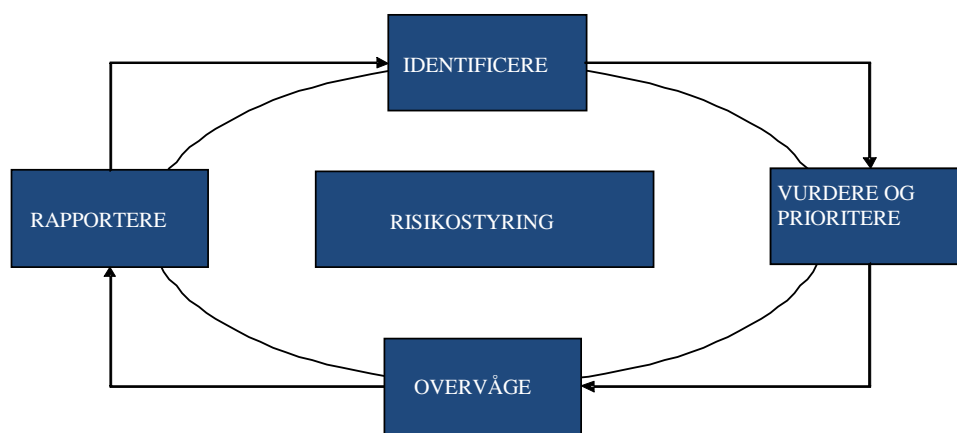 IDENTIFICERE
RAPPORTERE
RISIKOSTYRING
VURDERE OG
PRIORITERE
OVERVÅGE